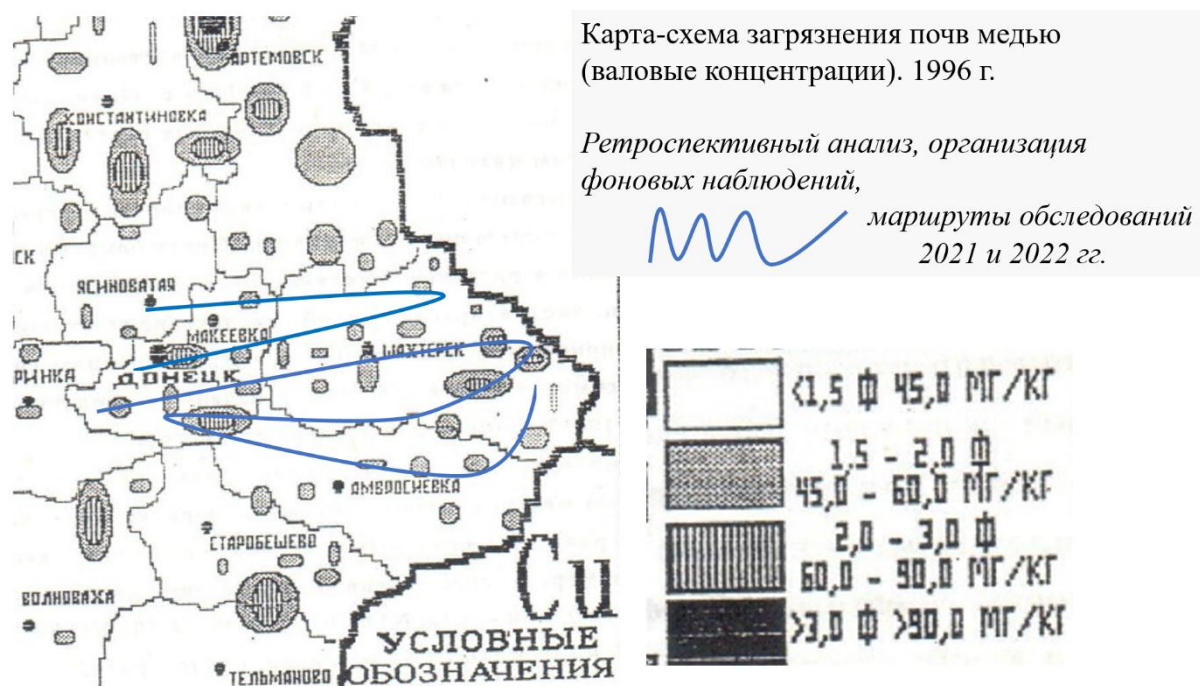 Карта-схема загрязнения почв медью
(валовые концентрации). 1996 г.
Ретроспективный анализ, организация
фоновых наблюдений,
маршруты обследований
2021 и 2022 гг.
АРТЕМОВСК
КОНСТАНТИНОВКА
СК
ЯСИНОВАТАЯ
МАКЕЕВКА
ШАХТЕРСК
РИНКА
ДОНЕЦК
АМВРОСИЕВКА
СТАРОБЕШЕВО
ВОЛНОВАХА
ТЕЛЬМАНОВО
Cu
УСЛОВНЫЕ
ОБОЗНАЧЕНИЯ
<1,5 Ф 45,0 МГ/КГ
1,5 - 2,0 Ф
45,0 - 60,0 МГ/КГ
2,0 - 3,0 Ф
60,0 - 90,0 МГ/КГ
>3,0 Ф >90,0 МГ/КГ